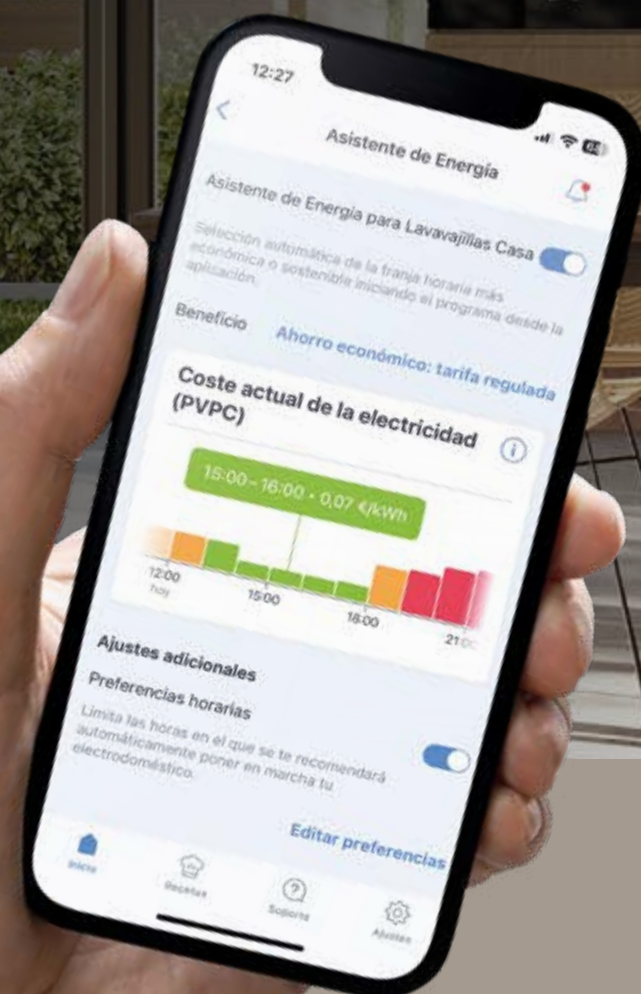 12:27
Asistente de Energía
Asistente de Energía para Lavavajillas Casa
Selección automática de la franja horaria más
económica o sostenible iniciando el programa desde la
aplicación.
Beneficio
Ahorro económico: tarifa regulada
Coste actual de la electricidad
(PVPC)
15:00 - 16:00 • 0,07 €/kWh
12:00
hoy
15:00
18:00
21:00
Ajustes adicionales
Preferencias horarias
Limita las horas en el que se te recomendará
automáticamente poner en marcha tu
electrodoméstico.
Editar preferencias
Inicio
Recetas
Soporte
Ajustes